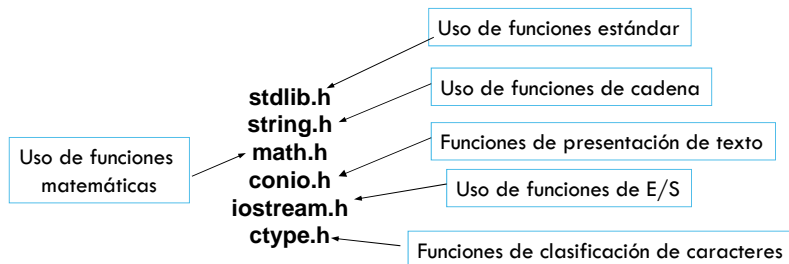 Uso de funciones estándar
stdlib.h
Uso de funciones de cadena
string.h
Uso de funciones
matemáticas
math.h
Funciones de presentación de texto
conio.h
Uso de funciones de E/S
iostream.h
ctype.h
Funciones de clasificación de caracteres